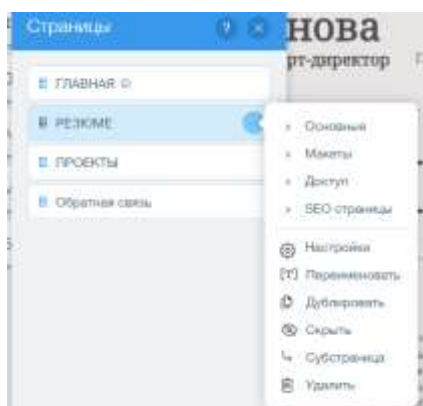 Страницы ?
нова
рт-директор
ГЛАВНАЯ
РЕЗЮМЕ
ПРОЕКТЫ
Обратная связь
Основные
Макеты
Доступ
SEO страницы
Настройки
Переименовать
Дублировать
Скрыть
Субстраница
Удалить